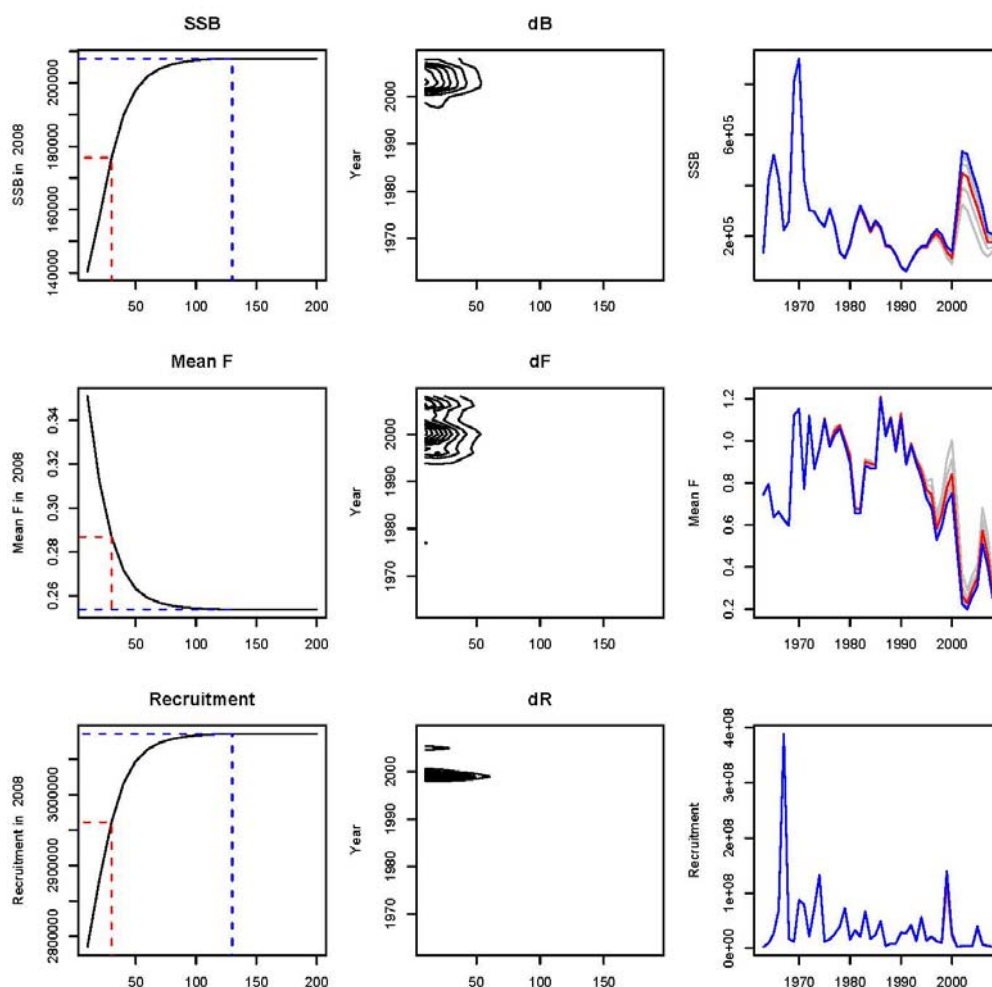 SSB
SSB in 2008
140000 160000 180000 200000
50 100 150 200
dB
Year
1970 1980 1990 2000
50 100 150
SSB
2e+05 6e+05
1970 1980 1990 2000
Mean F
Mean F in 2008
0.26 0.28 0.30 0.32 0.34
50 100 150 200
dF
Year
1970 1980 1990 2000
50 100 150
Mean F
0.2 0.4 0.6 0.8 1.0 1.2
1970 1980 1990 2000
Recruitment
Recruitment in 2008
2800000 2900000 3000000
50 100 150 200
dR
Year
1970 1980 1990 2000
50 100 150
Recruitment
0e+00 1e+08 2e+08 3e+08 4e+08
1970 1980 1990 2000